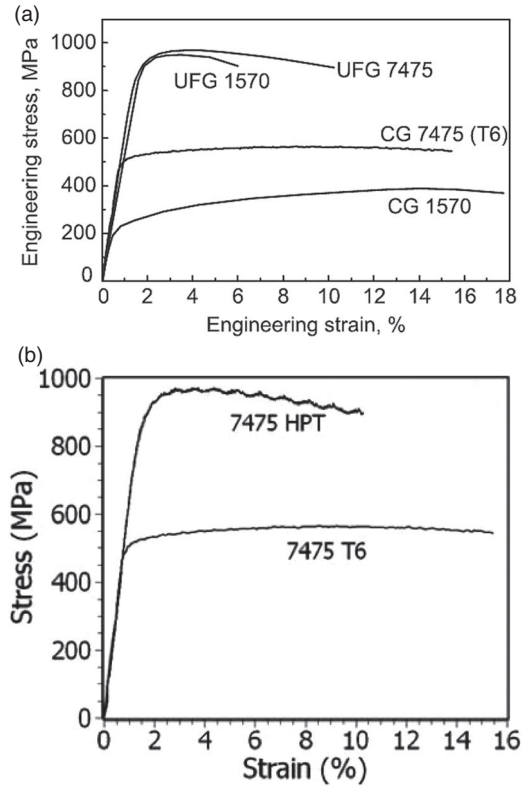 (a)
Engineering stress, MPa
1000
800
600
400
200
0
UFG 7475
UFG 1570
CG 7475 (T6)
CG 1570
0 2 4 6 8 10 12 14 16 18
Engineering strain, %
(b)
Stress (MPa)
1000
800
600
400
200
0
7475 HPT
7475 T6
0 2 4 6 8 10 12 14 16
Strain (%)